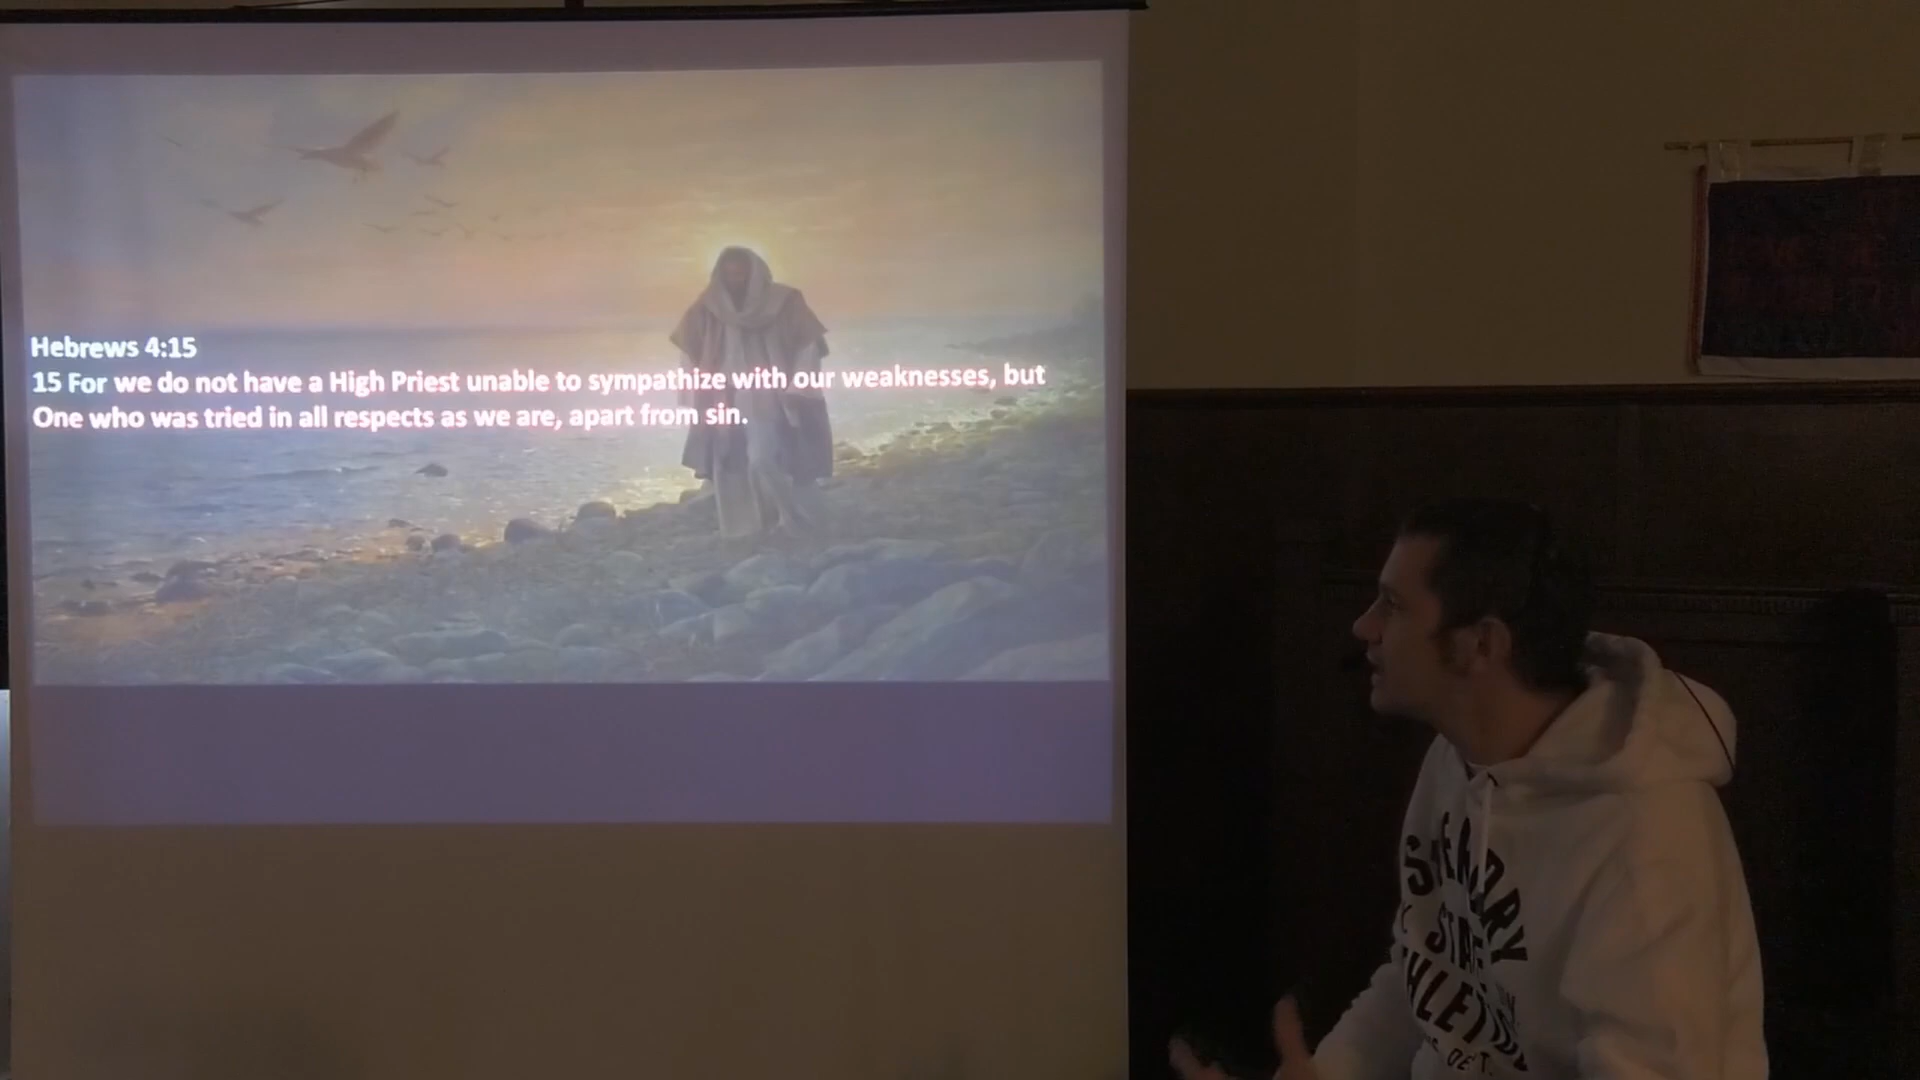 Hebrews 4:15
15 For we do not have a High Priest unable to sympathize with our weaknesses, but
One who was tried in all respects as we are, apart from sin.
STATE